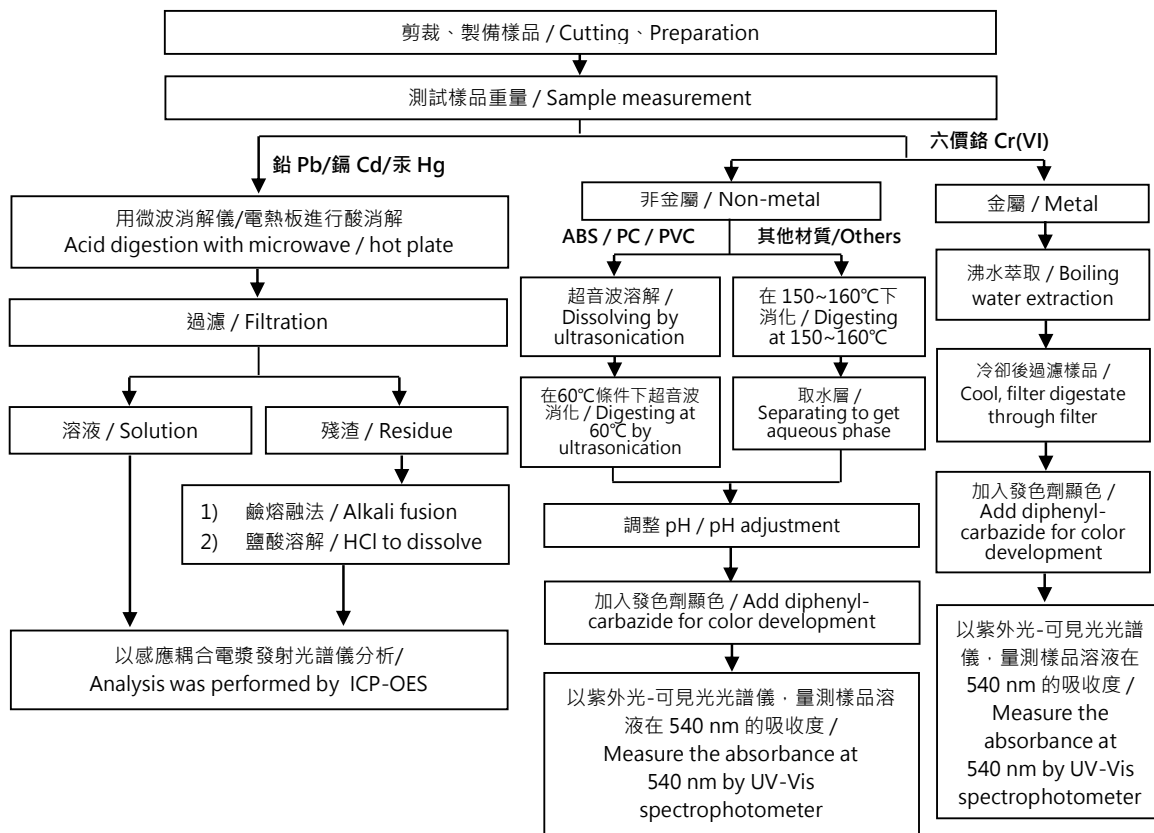 剪裁、製備樣品 / Cutting、Preparation
測試樣品重量 / Sample measurement
鉛 Pb/鎘 Cd/汞 Hg
用微波消解儀/電熱板進行酸消解
Acid digestion with microwave / hot plate
過濾 / Filtration
溶液 / Solution
殘渣 / Residue
1) 鹼熔融法 / Alkali fusion
2) 鹽酸溶解 / HCl to dissolve
以感應耦合電漿發射光譜儀分析/
Analysis was performed by ICP-OES
六價鉻 Cr(VI)
非金屬 / Non-metal
ABS / PC / PVC
超音波溶解 /
Dissolving by
ultrasonication
在60℃條件下超音波
消化 / Digesting at
60℃ by
ultrasonication
其他材質/Others
在 150~160℃下
消化 / Digesting
at 150~160℃
取水層 /
Separating to get
aqueous phase
調整 pH / pH adjustment
加入發色劑顯色 / Add diphenyl-
carbazide for color development
以紫外光-可見光光譜儀，量測樣品溶
液在 540 nm 的吸收度 /
Measure the absorbance at
540 nm by UV-Vis
spectrophotometer
金屬 / Metal
沸水萃取 / Boiling
water extraction
冷卻後過濾樣品 /
Cool, filter digestate
through filter
加入發色劑顯色 /
Add diphenyl-
carbazide for color
development
以紫外光-可見光光譜
儀，量測樣品溶液在
540 nm 的吸收度 /
Measure the
absorbance at
540 nm by UV-Vis
spectrophotometer